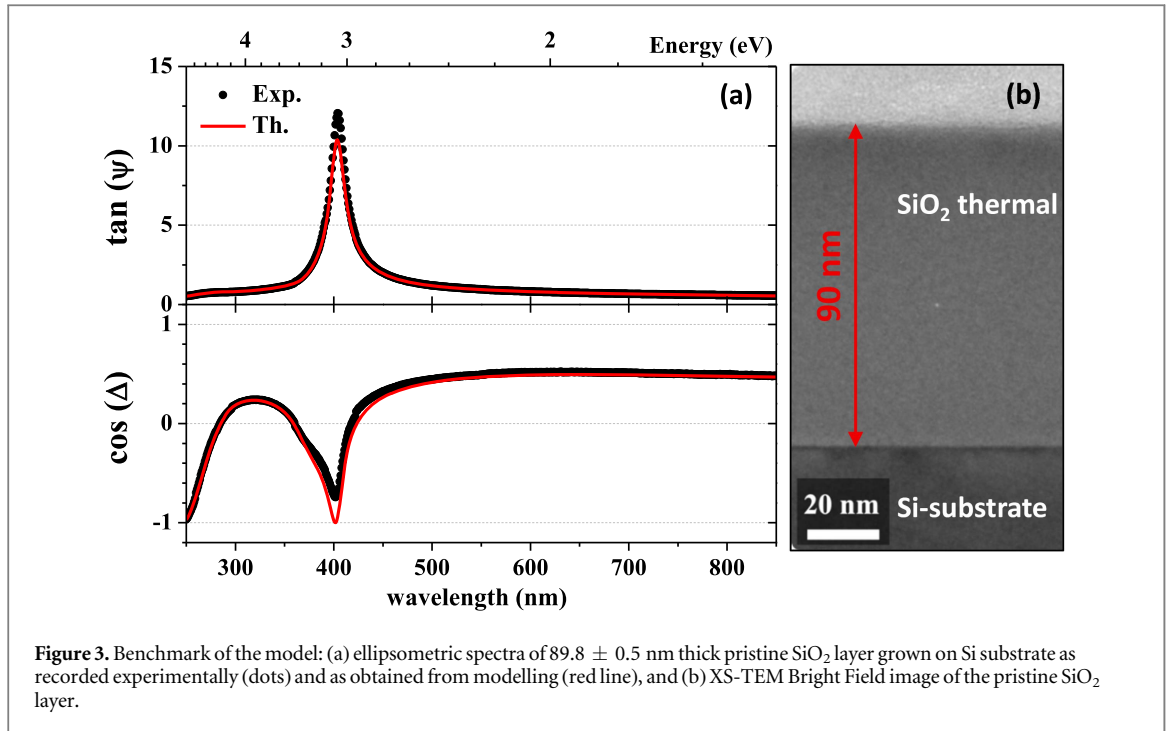 4 3 2 Energy (eV)
15
10
5
0
tan (ψ)
Exp.
Th.
(a)
1
0
-1
cos (Δ)
300 400 500 600 700 800
wavelength (nm)
(b)
SiO₂ thermal
90 nm
20 nm
Si-substrate
Figure 3. Benchmark of the model: (a) ellipsometric spectra of 89.8 ± 0.5 nm thick pristine SiO₂ layer grown on Si substrate as
recorded experimentally (dots) and as obtained from modelling (red line), and (b) XS-TEM Bright Field image of the pristine SiO₂
layer.